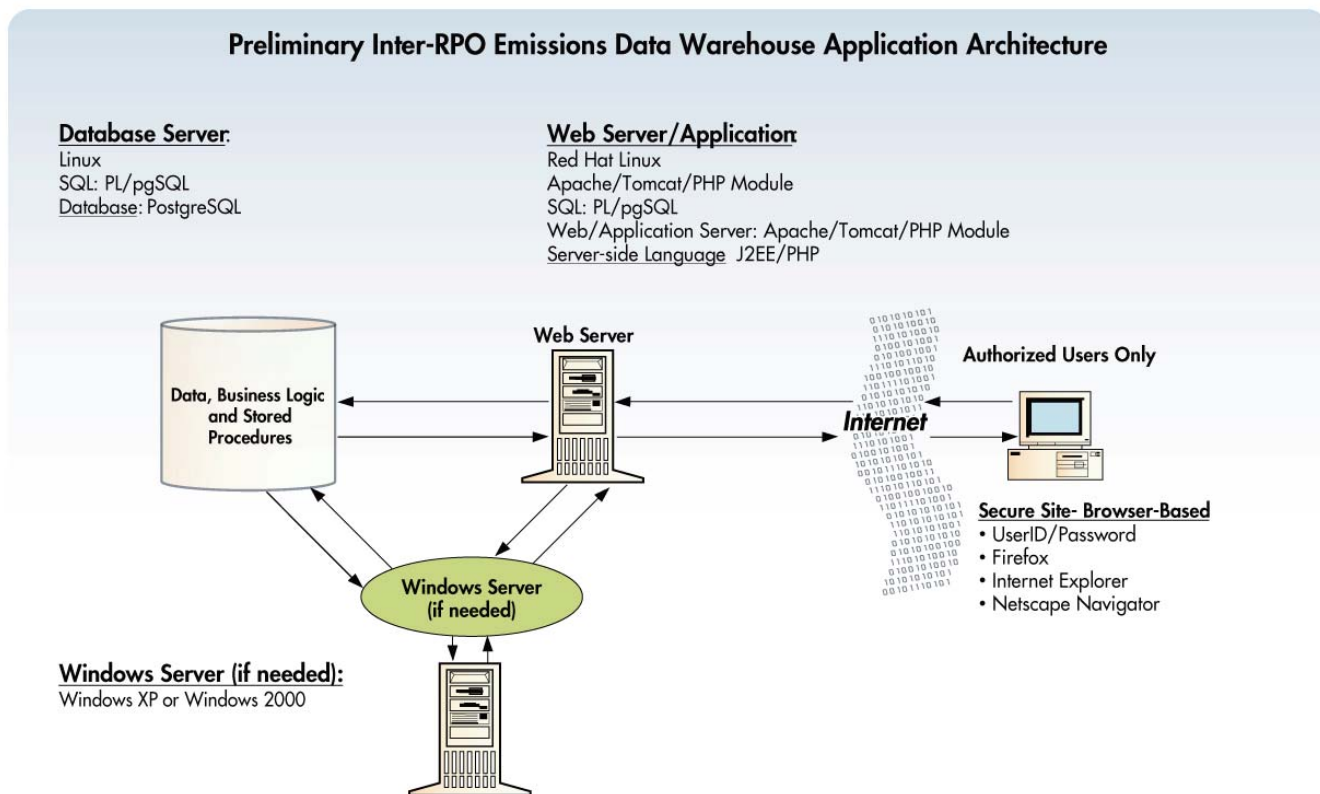 Preliminary Inter-RPO Emissions Data Warehouse Application Architecture
Database Server:
Linux
SQL: PL/pgSQL
Database: PostgreSQL
Web Server/Application:
Red Hat Linux
Apache/Tomcat/PHP Module
SQL: PL/pgSQL
Web/Application Server: Apache/Tomcat/PHP Module
Server-side Language J2EE/PHP
Data, Business Logic
and Stored
Procedures
Web Server
Internet
Authorized Users Only
Secure Site- Browser-Based
• UserID/Password
• Firefox
• Internet Explorer
• Netscape Navigator
Windows Server
(if needed)
Windows Server (if needed):
Windows XP or Windows 2000